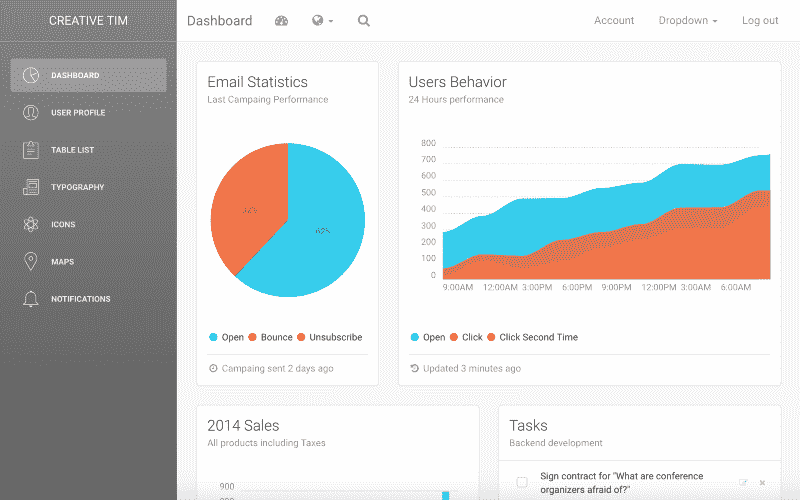 CREATIVE TIM
Dashboard
Account
Dropdown
Log out
DASHBOARD
USER PROFILE
TABLE LIST
TYPOGRAPHY
ICONS
MAPS
NOTIFICATIONS
Email Statistics
Last Campaing Performance
62%
Open Bounce Unsubscribe
Campaing sent 2 days ago
Users Behavior
24 Hours performance
800
700
600
500
400
300
200
100
0
9:00AM 12:00AM 3:00PM 6:00PM 9:00PM 12:00PM 3:00AM 6:00AM
Open Click Click Second Time
Updated 3 minutes ago
2014 Sales
All products including Taxes
900
Tasks
Backend development
Sign contract for "What are conference
organizers afraid of?"